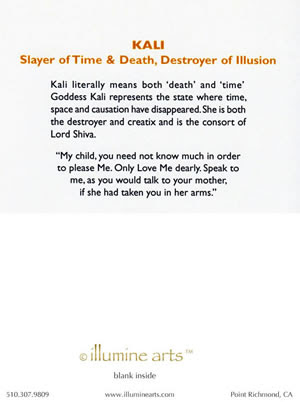 KALI
Slayer of Time & Death, Destroyer of Illusion
Kali literally means both ‘death’ and ‘time’
Goddess Kali represents the state where time,
space and causation have disappeared. She is both
the destroyer and creatix and is the consort of
Lord Shiva.
“My child, you need not know much in order
to please Me. Only Love Me dearly. Speak to
me, as you would talk to your mother,
if she had taken you in her arms.”
© illumine arts™
blank inside
510.307.9809 www.illuminearts.com Point Richmond, CA